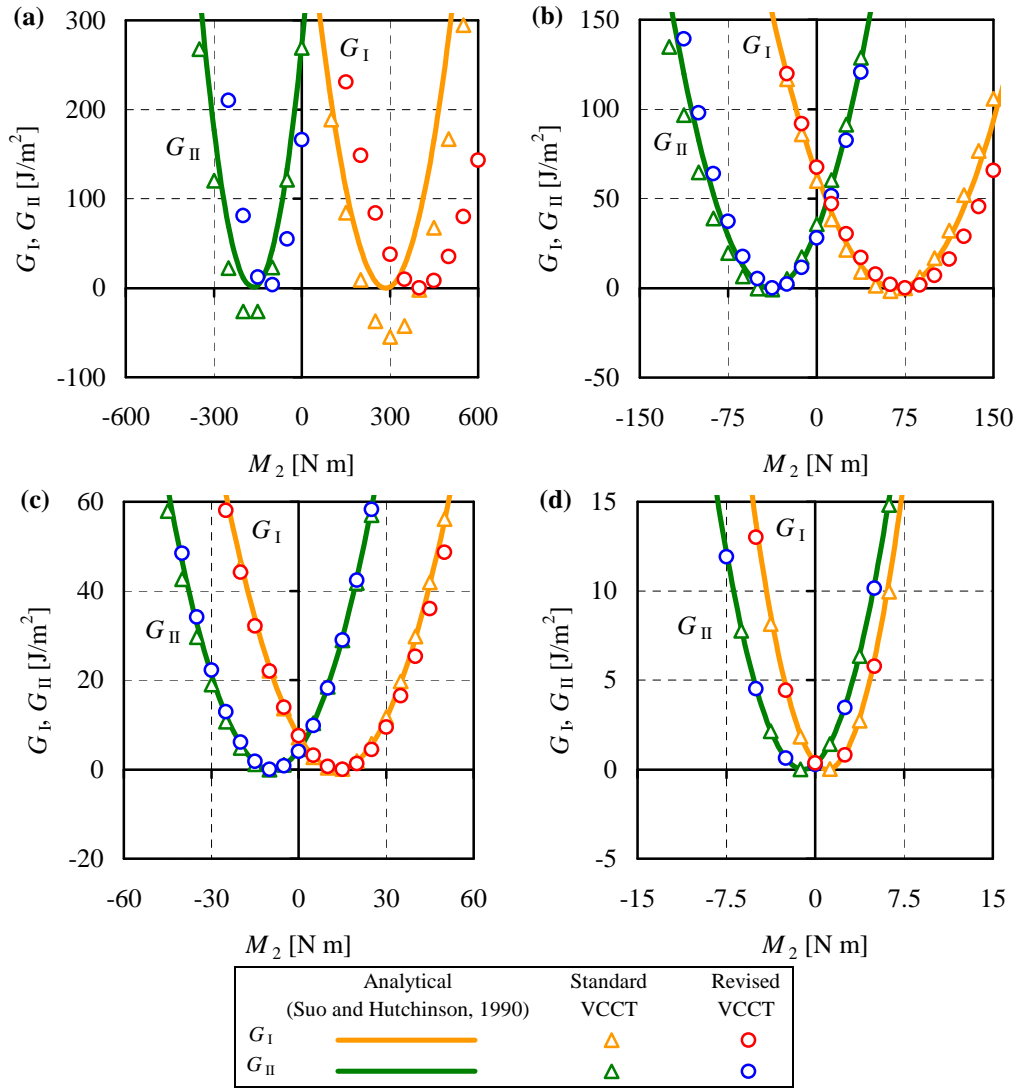 (a)
300
200
100
0
-100
G I, G II [J/m²]
G I
G II
-600
-300
0
300
600
M 2 [N m]
(b)
150
100
50
0
-50
G I, G II [J/m²]
G I
G II
-150
-75
0
75
150
M 2 [N m]
(c)
60
40
20
0
-20
G I, G II [J/m²]
G I
G II
-60
-30
0
30
60
M 2 [N m]
(d)
15
10
5
0
-5
G I, G II [J/m²]
G I
G II
-15
-7.5
0
7.5
15
M 2 [N m]
Analytical Standard Revised
(Suo and Hutchinson, 1990) VCCT VCCT
G I
G II